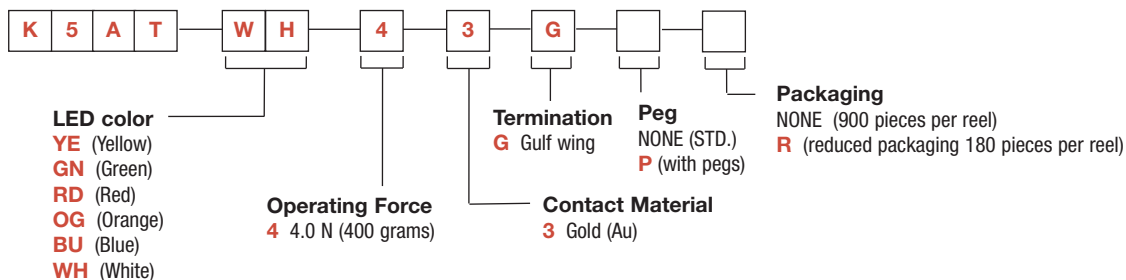 K 5 A T W H 4 3 G
LED color
YE (Yellow)
GN (Green)
RD (Red)
OG (Orange)
BU (Blue)
WH (White)
Operating Force
4 4.0 N (400 grams)
Contact Material
3 Gold (Au)
Termination
G Gulf wing
Peg
NONE (STD.)
P (with pegs)
Packaging
NONE (900 pieces per reel)
R (reduced packaging 180 pieces per reel)